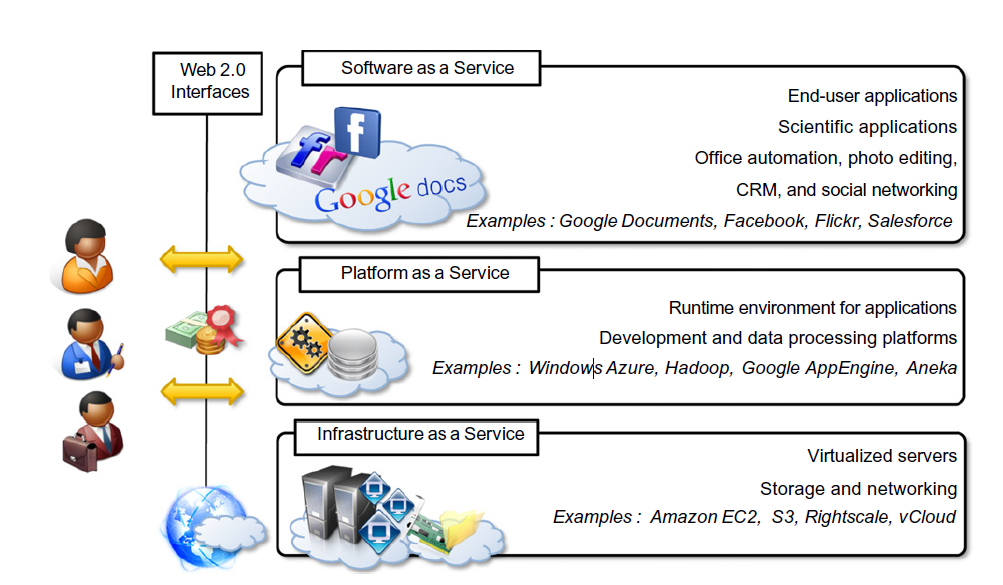 Web 2.0
Interfaces
Software as a Service
End-user applications
Scientific applications
Office automation, photo editing,
CRM, and social networking
Examples : Google Documents, Facebook, Flickr, Salesforce
f
fr
Google docs
Platform as a Service
Runtime environment for applications
Development and data processing platforms
Examples : Windows Azure, Hadoop, Google AppEngine, Aneka
Infrastructure as a Service
Virtualized servers
Storage and networking
Examples : Amazon EC2, S3, Rightscale, vCloud